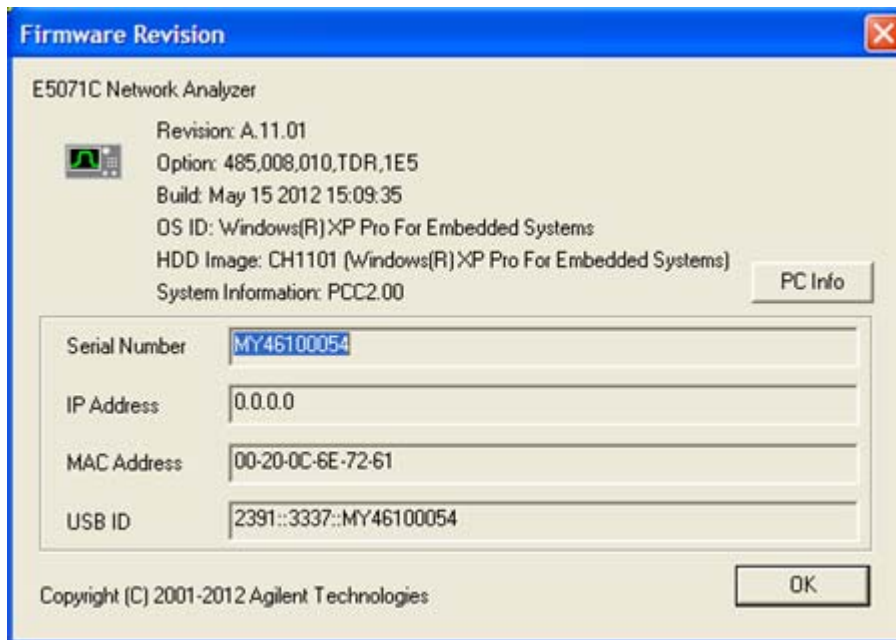 Firmware Revision
E5071C Network Analyzer
Revision: A.11.01
Option: 485,008,010,TDR,1E5
Build: May 15 2012 15:09:35
OS ID: Windows(R) XP Pro For Embedded Systems
HDD Image: CH1101 (Windows(R) XP Pro For Embedded Systems)
System Information: PCC2.00
PC Info
Serial Number MY46100054
IP Address 0.0.0.0
MAC Address 00-20-0C-6E-72-61
USB ID 2391::3337::MY46100054
Copyright (C) 2001-2012 Agilent Technologies
OK